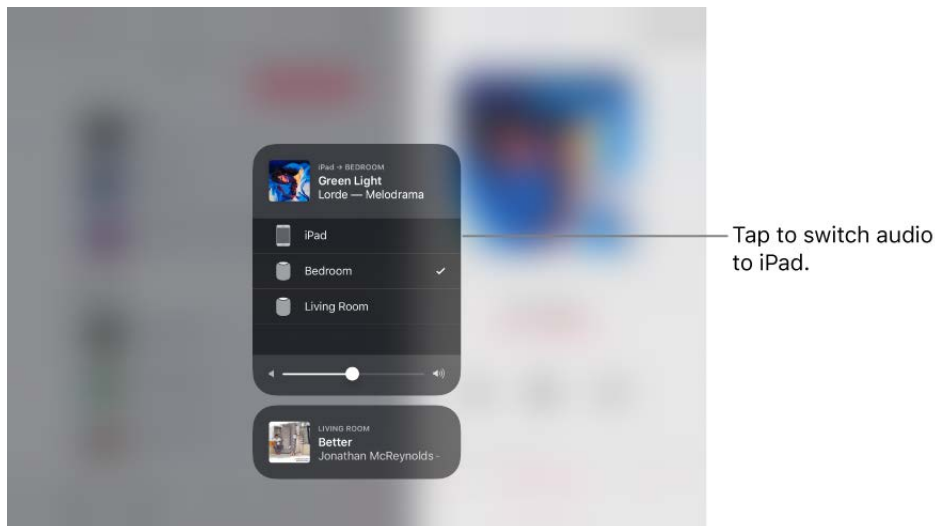 iPad → BEDROOM
Green Light
Lorde — Melodrama
iPad
Bedroom
Living Room
LIVING ROOM
Better
Jonathan McReynolds -
Tap to switch audio
to iPad.